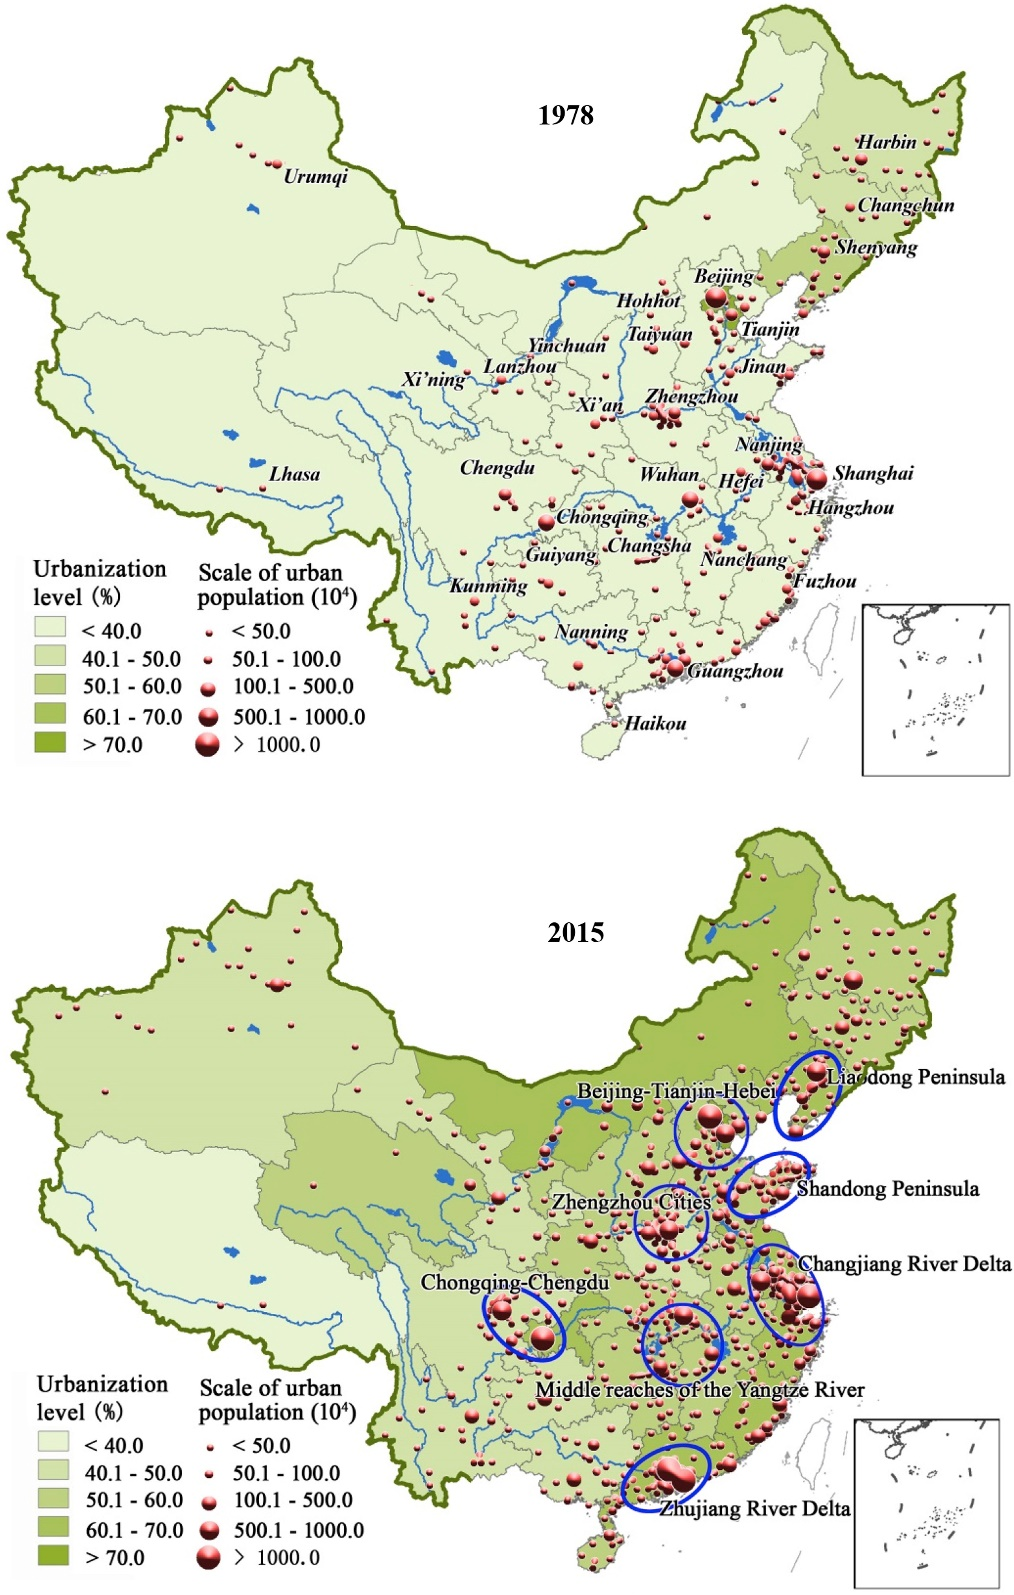 1978
Harbin
Urumqi
Changchun
Shenyang
Beijing
Hohhot
Tianjin
Taiyuan
Yinchuan
Lanzhou
Jinan
Xi'ning
Zhengzhou
Xi'an
Nanjing
Chengdu
Wuhan
Shanghai
Lhasa
Hefei
Hangzhou
Chongqing
Changsha
Guiyang
Nanchang
Fuzhou
Kunming
Nanning
Guangzhou
Haikou
Urbanization
level (%)
< 40.0
40.1 - 50.0
50.1 - 60.0
60.1 - 70.0
> 70.0
Scale of urban
population (10⁴)
< 50.0
50.1 - 100.0
100.1 - 500.0
500.1 - 1000.0
> 1000.0
2015
Liaodong Peninsula
Beijing-Tianjin-Hebei
Shandong Peninsula
Zhengzhou Cities
Changjiang River Delta
Chongqing-Chengdu
Middle reaches of the Yangtze River
Zhujiang River Delta
Urbanization
level (%)
< 40.0
40.1 - 50.0
50.1 - 60.0
60.1 - 70.0
> 70.0
Scale of urban
population (10⁴)
< 50.0
50.1 - 100.0
100.1 - 500.0
500.1 - 1000.0
> 1000.0